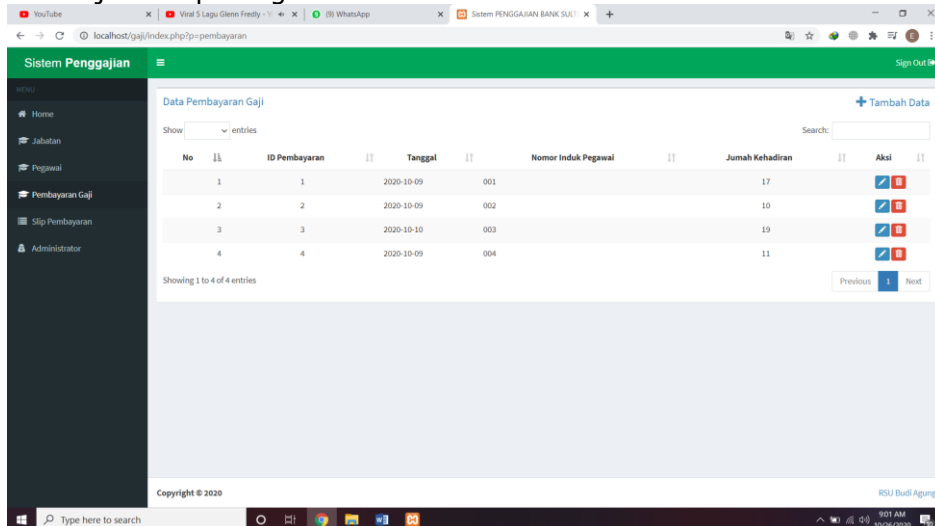 YouTube
Viral 5 Lagu Glenn Fredly -
(9) WhatsApp
Sistem PENGGAJIAN BANK SULT
localhost/gaji/index.php?p=pembayaran
E
Sistem Penggajian
Sign Out
MENU
Home
Jabatan
Pegawai
Pembayaran Gaji
Slip Pembayaran
Administrator
Data Pembayaran Gaji
Tambah Data
Show entries
Search:
No ID Pembayaran Tanggal Nomor Induk Pegawai Jumah Kehadiran Aksi
1 1 2020-10-09 001 17
2 2 2020-10-09 002 10
3 3 2020-10-10 003 19
4 4 2020-10-09 004 11
Showing 1 to 4 of 4 entries
Previous 1 Next
Copyright © 2020
RSU Budi Agung
Type here to search
9:01 AM
10/26/2020